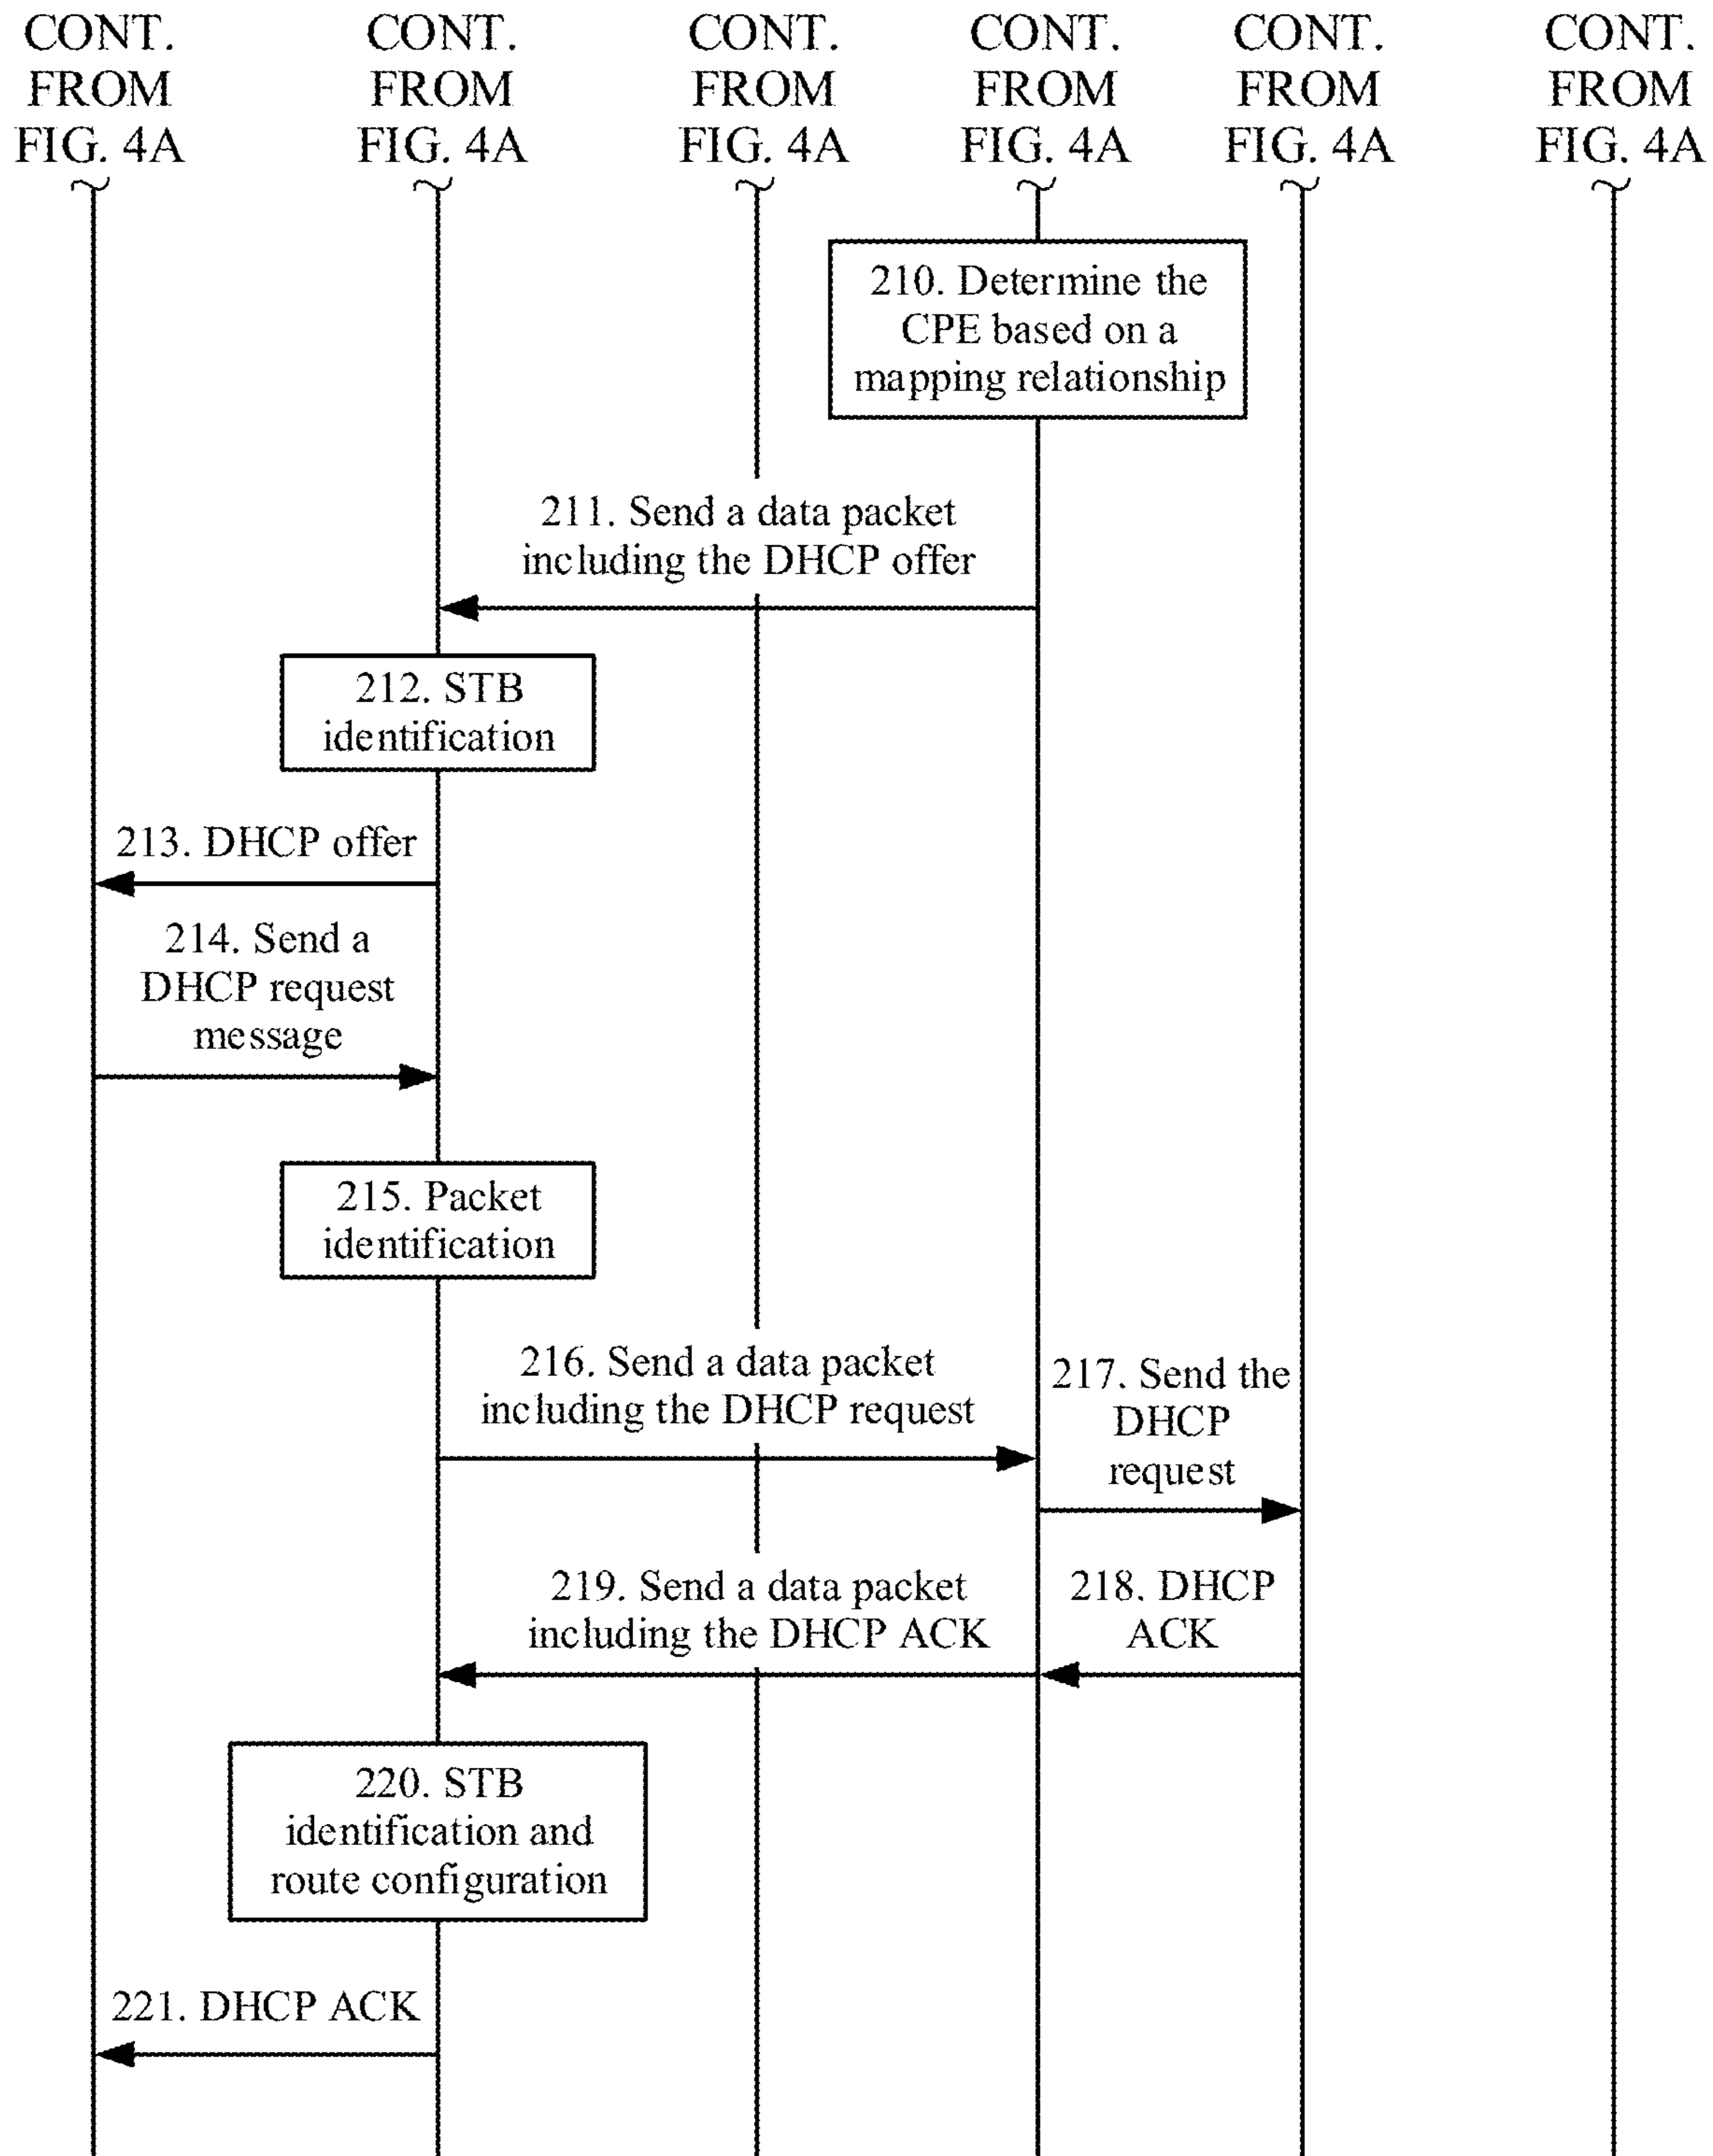 CONT. CONT. CONT. CONT. CONT. CONT.
FROM FROM FROM FROM FROM FROM
FIG. 4A FIG. 4A FIG. 4A FIG. 4A FIG. 4A FIG. 4A
210. Determine the
CPE based on a
mapping relationship
211. Send a data packet
including the DHCP offer
212. STB
identification
213. DHCP offer
214. Send a
DHCP request
message
215. Packet
identification
216. Send a data packet
including the DHCP request
217. Send the
DHCP
request
219. Send a data packet
including the DHCP ACK
218. DHCP
ACK
220. STB
identification and
route configuration
221. DHCP ACK